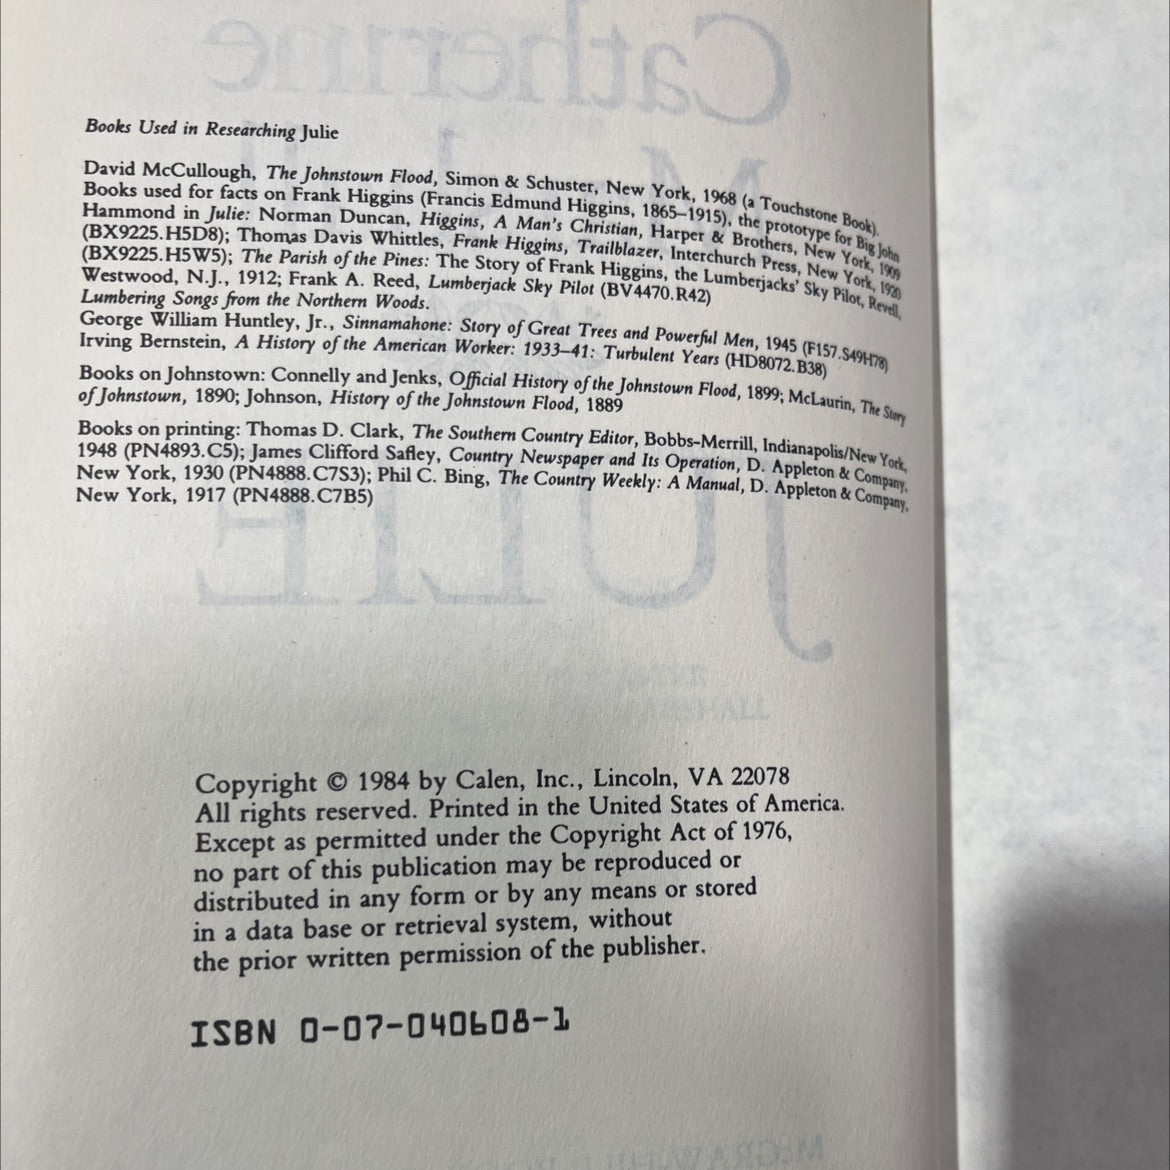 Books Used in Researching Julie
David McCullough, The Johnstown Flood, Simon & Schuster, New York, 1968 (a Touchstone Book).
Books used for facts on Frank Higgins (Francis Edmund Higgins, 1865–1915), the prototype for Big John
Hammond in Julie: Norman Duncan, Higgins, A Man's Christian, Harper & Brothers, New York, 1909
(BX9225.H5D8); Thomas Davis Whittles, Frank Higgins, Trailblazer, Interchurch Press, New York, 1920
(BX9225.H5W5); The Parish of the Pines: The Story of Frank Higgins, the Lumberjacks' Sky Pilot, Revell,
Westwood, N.J., 1912; Frank A. Reed, Lumberjack Sky Pilot (BV4470.R42)
Lumbering Songs from the Northern Woods.
George William Huntley, Jr., Sinnamahone: Story of Great Trees and Powerful Men, 1945 (F157.S49H78)
Irving Bernstein, A History of the American Worker: 1933–41: Turbulent Years (HD8072.B38)
Books on Johnstown: Connelly and Jenks, Official History of the Johnstown Flood, 1899; McLaurin, The Story
of Johnstown, 1890; Johnson, History of the Johnstown Flood, 1889
Books on printing: Thomas D. Clark, The Southern Country Editor, Bobbs-Merrill, Indianapolis/New York,
1948 (PN4893.C5); James Clifford Safley, Country Newspaper and Its Operation, D. Appleton & Company,
New York, 1930 (PN4888.C7S3); Phil C. Bing, The Country Weekly: A Manual, D. Appleton & Company,
New York, 1917 (PN4888.C7B5)
Copyright © 1984 by Calen, Inc., Lincoln, VA 22078
All rights reserved. Printed in the United States of America.
Except as permitted under the Copyright Act of 1976,
no part of this publication may be reproduced or
distributed in any form or by any means or stored
in a data base or retrieval system, without
the prior written permission of the publisher.
ISBN 0-07-040608-1